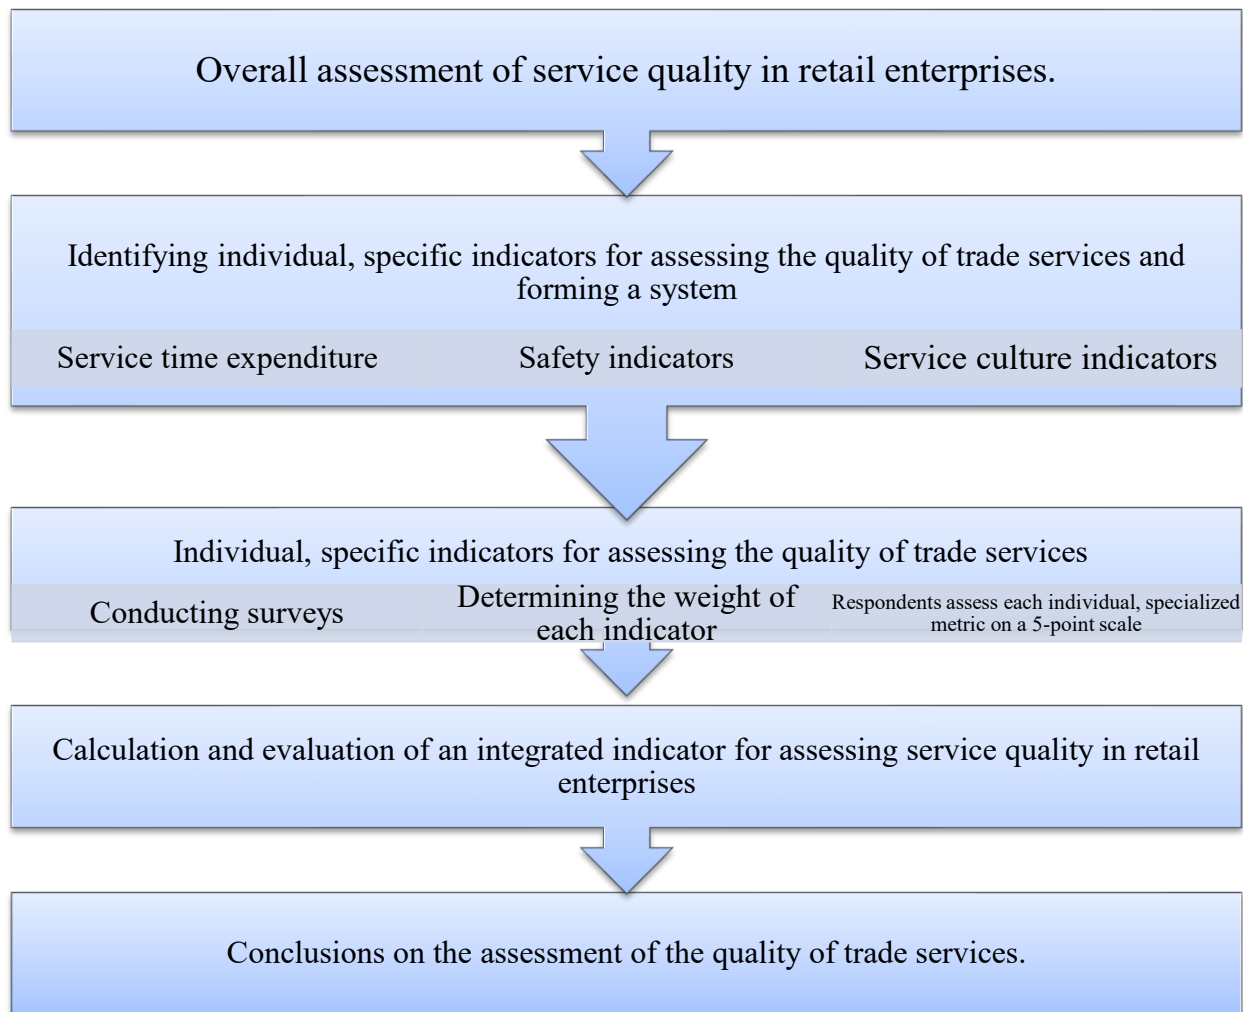 Overall assessment of service quality in retail enterprises.
Identifying individual, specific indicators for assessing the quality of trade services and
forming a system
Service time expenditure
Safety indicators
Service culture indicators
Individual, specific indicators for assessing the quality of trade services
Conducting surveys
Determining the weight of
each indicator
Respondents assess each individual, specialized
metric on a 5-point scale
Calculation and evaluation of an integrated indicator for assessing service quality in retail
enterprises
Conclusions on the assessment of the quality of trade services.